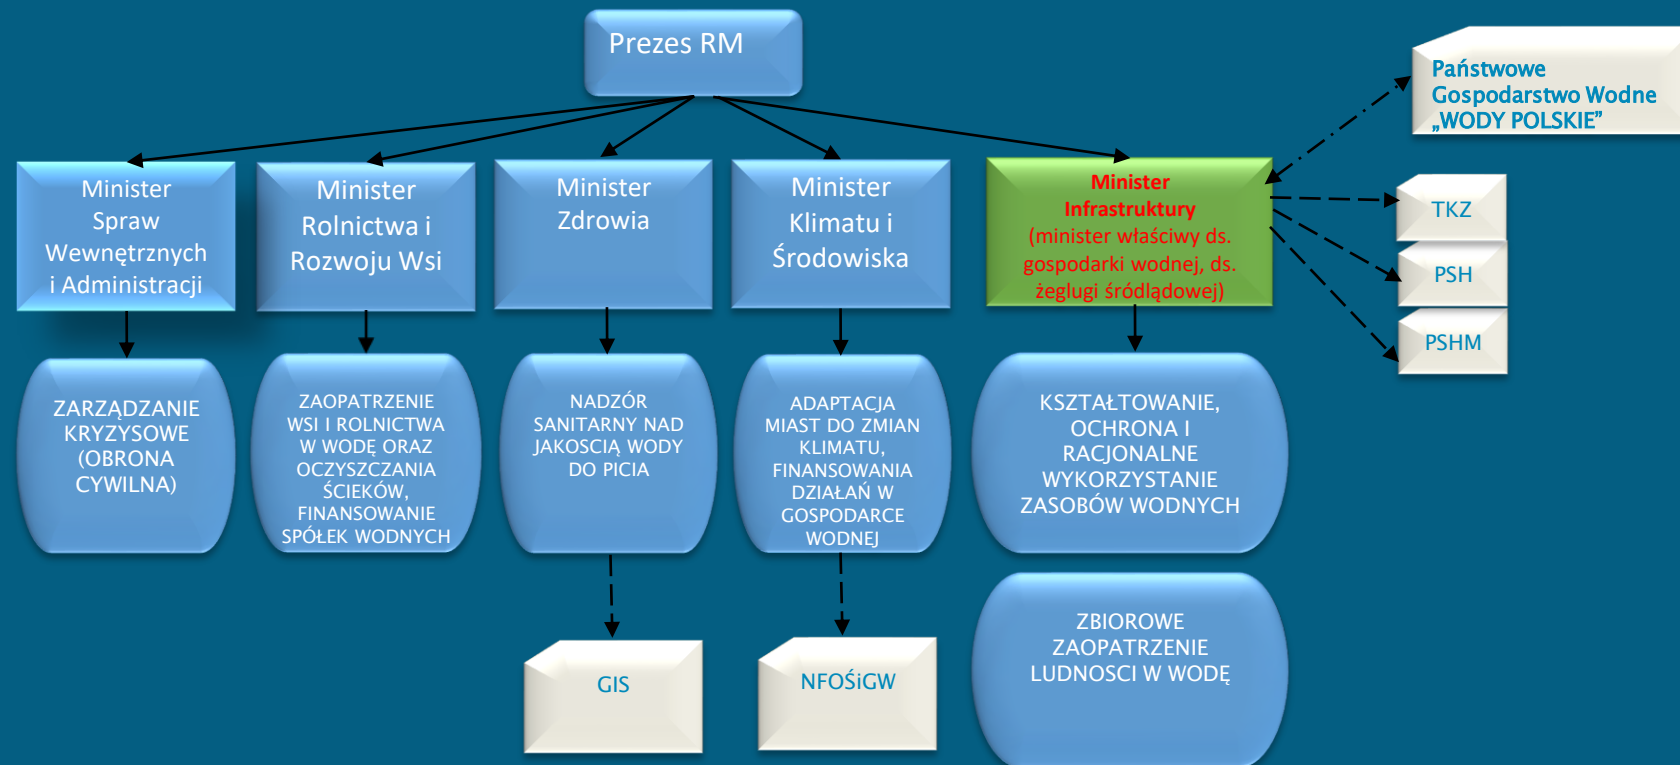 Prezes RM
Państwowe
Gospodarstwo Wodne
„WODY POLSKIE”
Minister
Spraw
Wewnętrznych
i Administracji
Minister
Rolnictwa i
Rozwoju Wsi
Minister
Zdrowia
Minister
Klimatu i
Środowiska
Minister
Infrastruktury
(minister właściwy ds.
gospodarki wodnej, ds.
żeglugi śródlądowej)
TKZ
PSH
PSHM
ZARZĄDZANIE
KRYZYSOWE
(OBRONA
CYWILNA)
ZAOPATRZENIE
WSI I ROLNICTWA
W WODĘ ORAZ
OCZYSZCZANIA
ŚCIEKÓW,
FINANSOWANIE
SPÓŁEK WODNYCH
NADZÓR
SANITARNY NAD
JAKOSCIĄ WODY
DO PICIA
ADAPTACJA
MIAST DO ZMIAN
KLIMATU,
FINANSOWANIA
DZIAŁAŃ W
GOSPODARCE
WODNEJ
KSZTAŁTOWANIE,
OCHRONA I
RACJONALNE
WYKORZYSTANIE
ZASOBÓW WODNYCH
GIS
NFOŚiGW
ZBIOROWE
ZAOPATRZENIE
LUDNOSCI W WODĘ